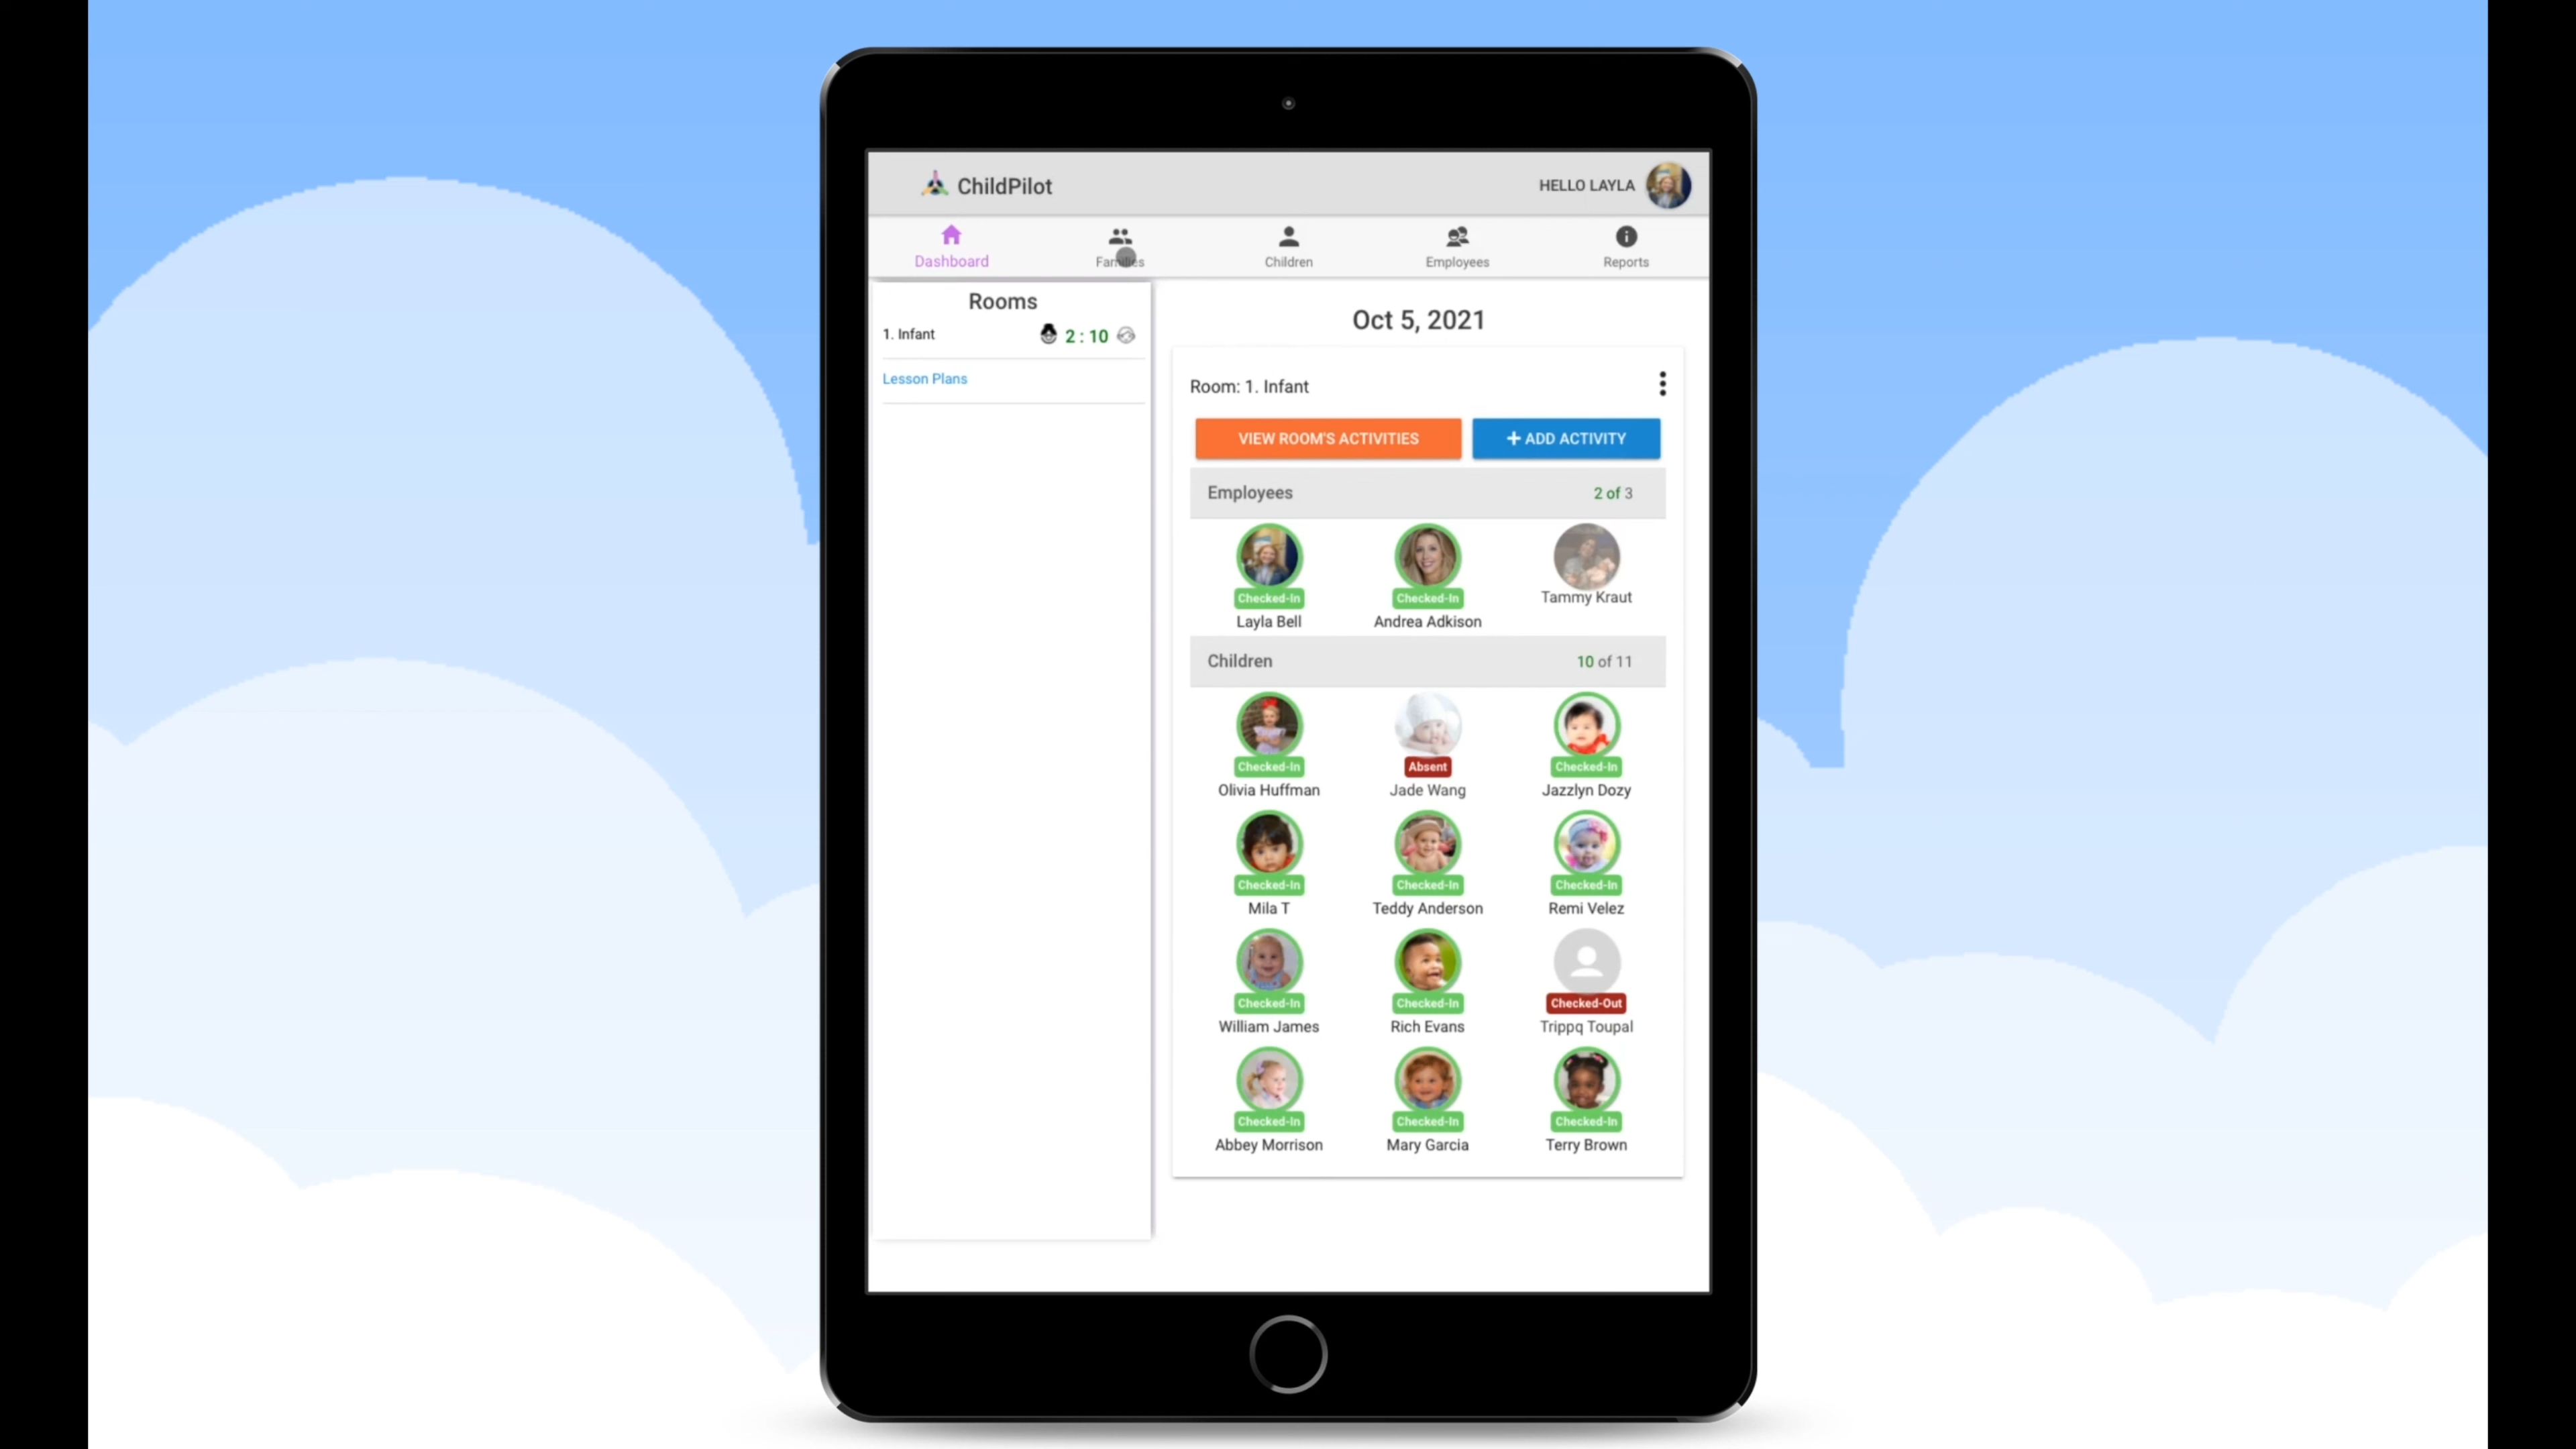 ChildPilot
HELLO LAYLA
Dashboard
Families
Children
Employees
Reports
Rooms
1. Infant
2 : 10
Lesson Plans
Oct 5, 2021
Room: 1. Infant
VIEW ROOM'S ACTIVITIES
+ ADD ACTIVITY
Employees
2 of 3
Checked-In
Checked-In
Layla Bell
Andrea Adkison
Tammy Kraut
Children
10 of 11
Checked-In
Absent
Checked-In
Olivia Huffman
Jade Wang
Jazzlyn Dozy
Checked-In
Checked-In
Checked-In
Mila T
Teddy Anderson
Remi Velez
Checked-In
Checked-In
Checked-Out
William James
Rich Evans
Trippq Toupal
Checked-In
Checked-In
Checked-In
Abbey Morrison
Mary Garcia
Terry Brown